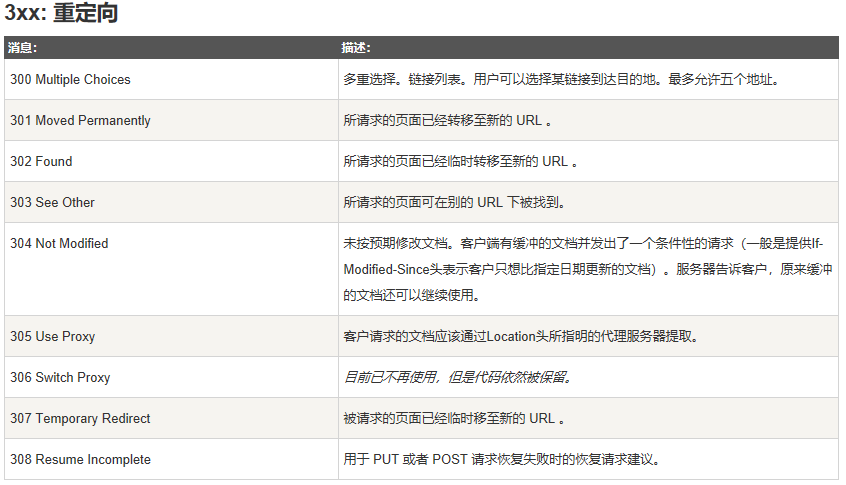 3xx: 重定向
消息: 描述:
300 Multiple Choices 多重选择。链接列表。用户可以选择某链接到达目的地。最多允许五个地址。
301 Moved Permanently 所请求的页面已经转移至新的 URL 。
302 Found 所请求的页面已经临时转移至新的 URL 。
303 See Other 所请求的页面可在别的 URL 下被找到。
304 Not Modified 未按预期修改文档。客户端有缓冲的文档并发出了一个条件性的请求（一般是提供If-
Modified-Since头表示客户只想比指定日期更新的文档）。服务器告诉客户，原来缓冲
的文档还可以继续使用。
305 Use Proxy 客户请求的文档应该通过Location头所指明的代理服务器提取。
306 Switch Proxy 目前已不再使用，但是代码依然被保留。
307 Temporary Redirect 被请求的页面已经临时移至新的 URL 。
308 Resume Incomplete 用于 PUT 或者 POST 请求恢复失败时的恢复请求建议。